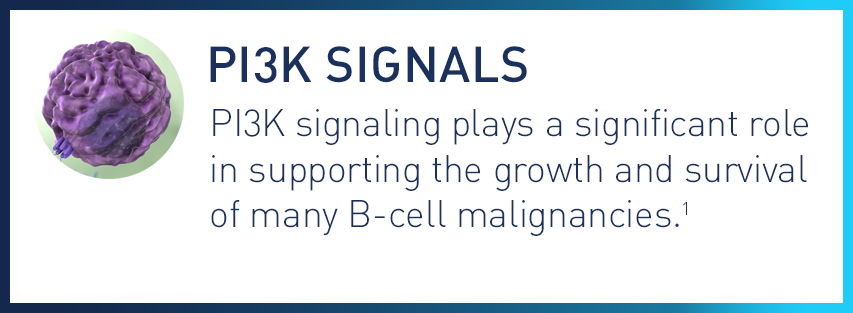 PI3K SIGNALS
PI3K signaling plays a significant role
in supporting the growth and survival
of many B-cell malignancies.¹